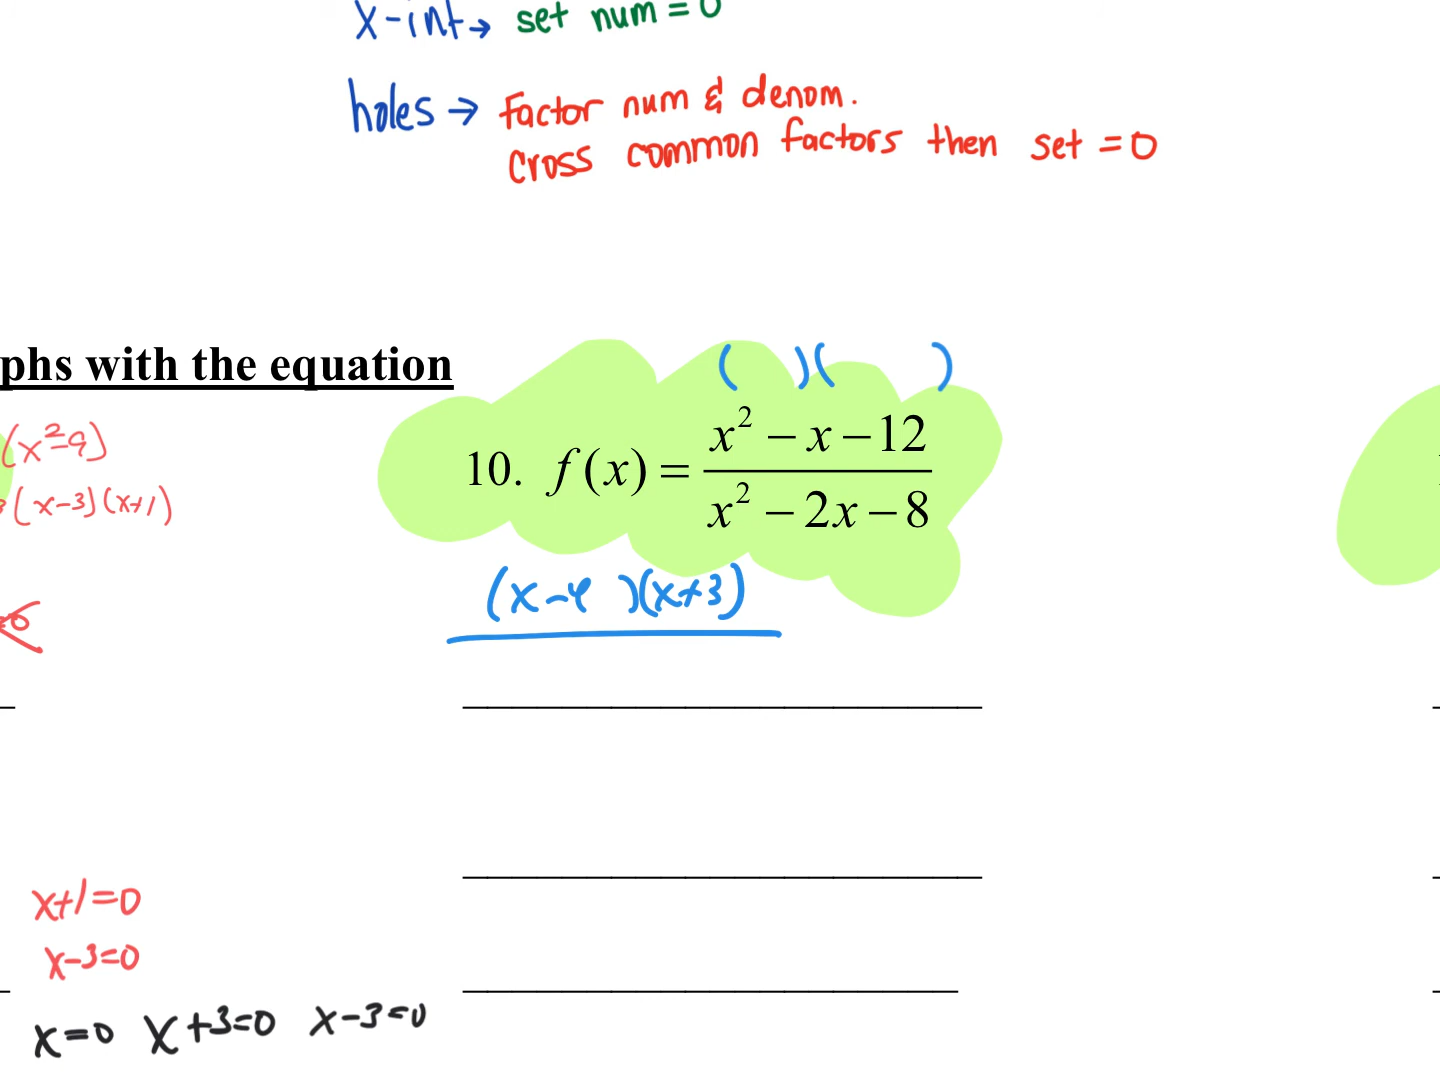 x-int → set num = 0
holes → Factor num & denom.
Cross common factors then set = 0
phs with the equation
( )( )
(x²-9)
(x-3)(x+1)
10. f(x) = x² − x − 12 / x² − 2x − 8
(x-4 )(x+3)
x+1=0
x-3=0
x=0 x+3=0 x-3=0